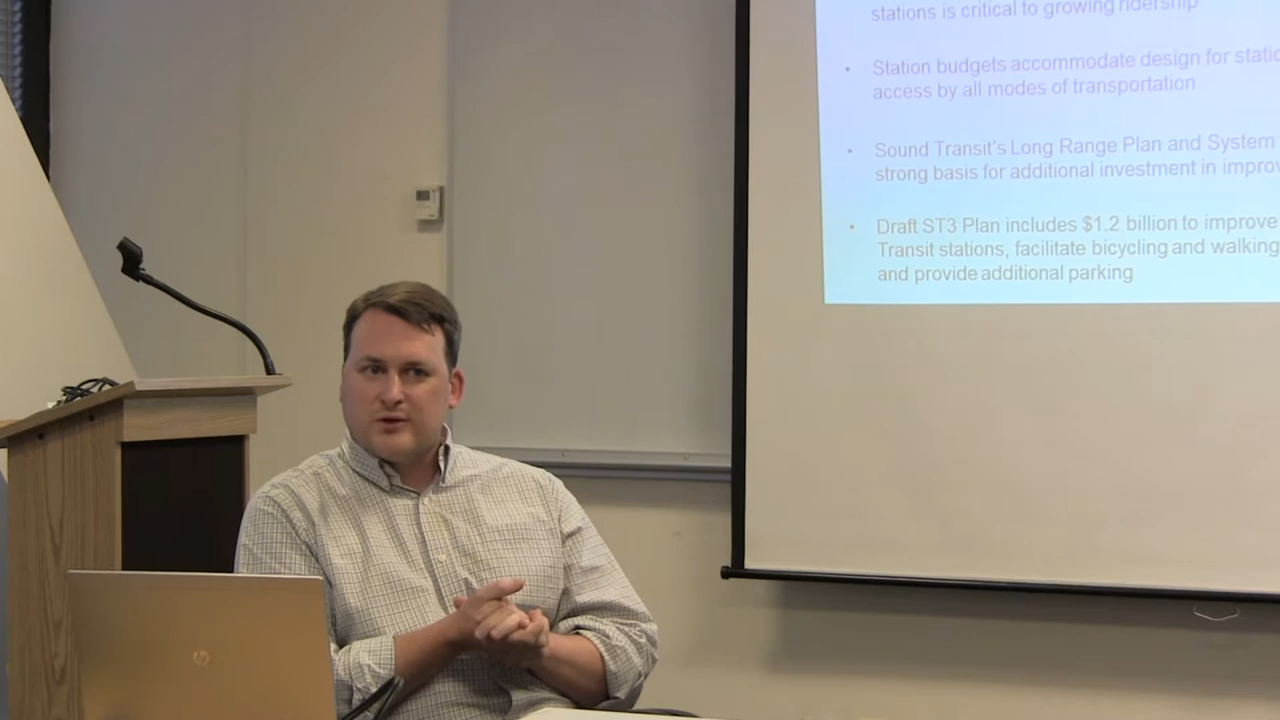 stations is critical to growing ridership
• Station budgets accommodate design for static
access by all modes of transportation
• Sound Transit's Long Range Plan and System
strong basis for additional investment in improv
• Draft ST3 Plan includes $1.2 billion to improve
Transit stations, facilitate bicycling and walking
and provide additional parking
hp